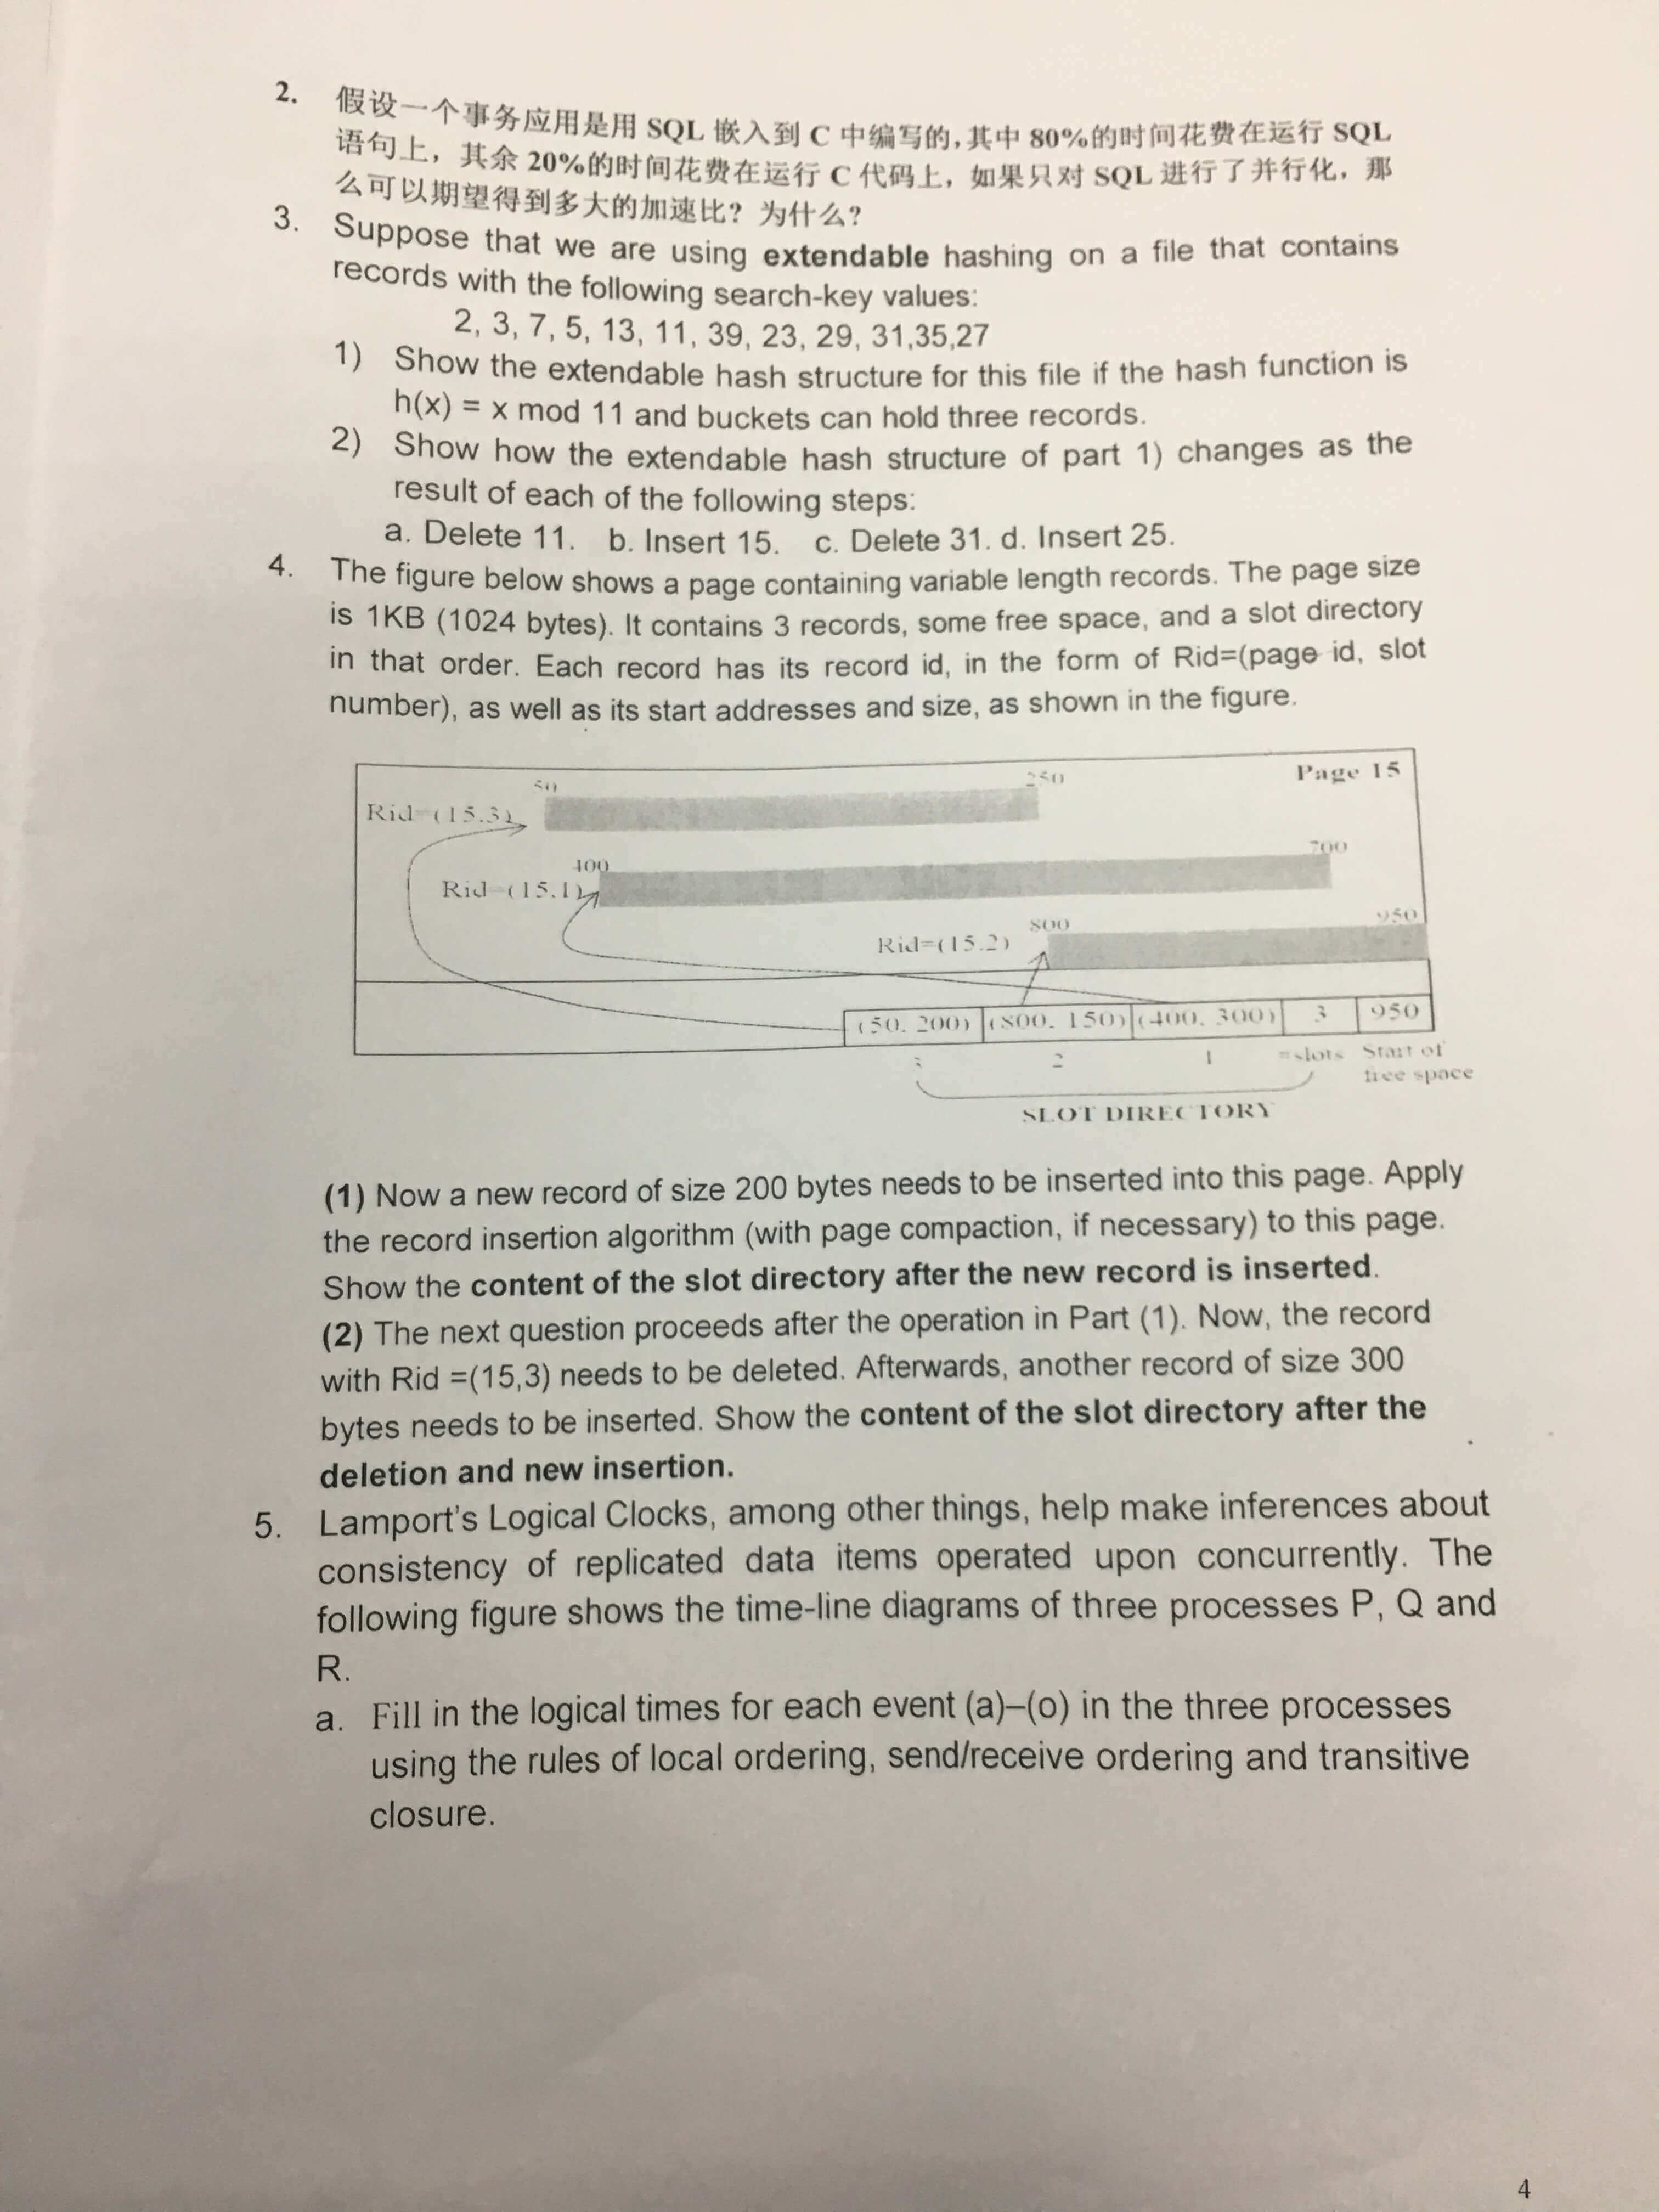 2. 假设一个事务应用是用 SQL 嵌入到 C 中编写的,其中 80%的时间花费在运行 SQL
语句上，其余 20%的时间花费在运行 C 代码上，如果只对 SQL 进行了并行化，那
么可以期望得到多大的加速比？为什么？
3. Suppose that we are using extendable hashing on a file that contains
records with the following search-key values:
2, 3, 7, 5, 13, 11, 39, 23, 29, 31,35,27
1) Show the extendable hash structure for this file if the hash function is
h(x) = x mod 11 and buckets can hold three records.
2) Show how the extendable hash structure of part 1) changes as the
result of each of the following steps:
a. Delete 11. b. Insert 15. c. Delete 31. d. Insert 25.
4. The figure below shows a page containing variable length records. The page size
is 1KB (1024 bytes). It contains 3 records, some free space, and a slot directory
in that order. Each record has its record id, in the form of Rid=(page id, slot
number), as well as its start addresses and size, as shown in the figure.
Page 15
50 250
Rid=(15.3)
400 700
Rid=(15.1)
800 950
Rid=(15.2)
(50, 200) (800, 150) (400, 300) 3 950
2 1 #slots Start of
free space
SLOT DIRECTORY
(1) Now a new record of size 200 bytes needs to be inserted into this page. Apply
the record insertion algorithm (with page compaction, if necessary) to this page.
Show the content of the slot directory after the new record is inserted.
(2) The next question proceeds after the operation in Part (1). Now, the record
with Rid =(15,3) needs to be deleted. Afterwards, another record of size 300
bytes needs to be inserted. Show the content of the slot directory after the
deletion and new insertion.
5. Lamport's Logical Clocks, among other things, help make inferences about
consistency of replicated data items operated upon concurrently. The
following figure shows the time-line diagrams of three processes P, Q and
R.
a. Fill in the logical times for each event (a)–(o) in the three processes
using the rules of local ordering, send/receive ordering and transitive
closure.
4